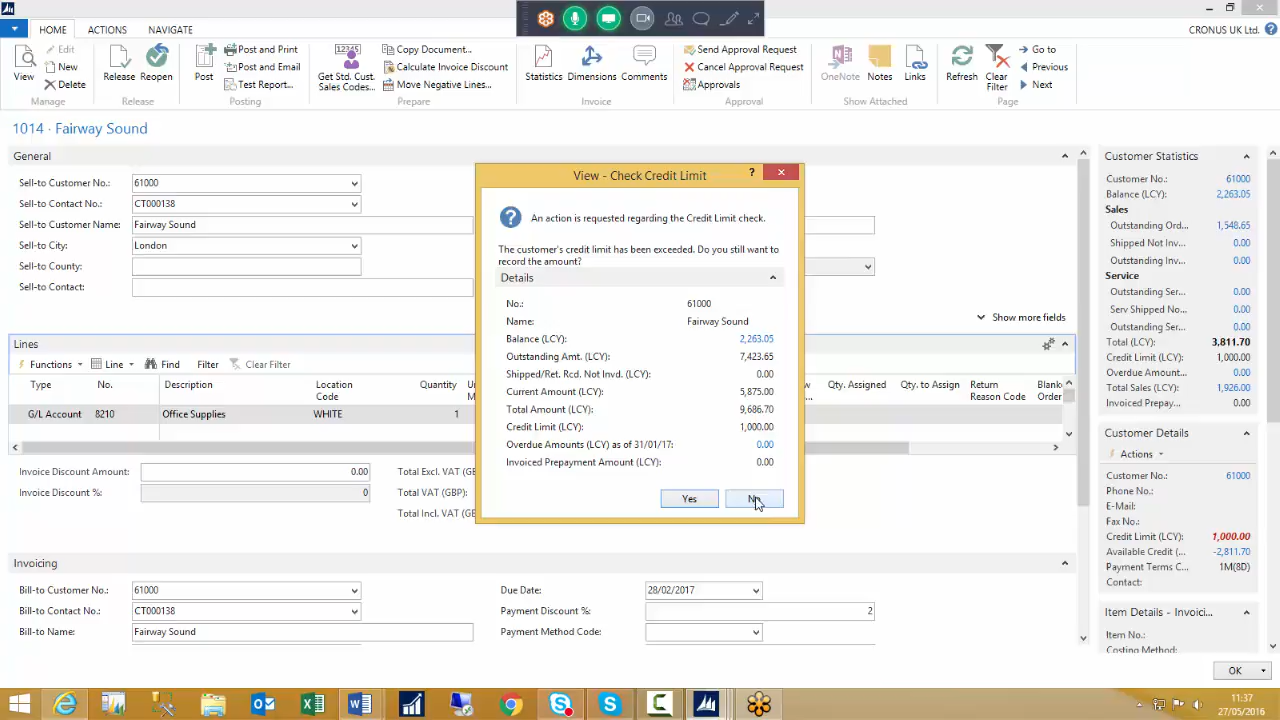 HOME ACTIONS NAVIGATE
CRONUS UK Ltd.
View
Edit
New
Delete
Manage
Release
Reopen
Release
Post
Post and Print
Post and Email
Test Report...
Posting
Get Std. Cust. Sales Codes...
Copy Document...
Calculate Invoice Discount
Move Negative Lines...
Prepare
Statistics
Dimensions
Comments
Invoice
Send Approval Request
Cancel Approval Request
Approvals
Approval
OneNote
Notes
Links
Show Attached
Refresh
Clear Filter
Go to
Previous
Next
Page
1014 · Fairway Sound
General
Sell-to Customer No.: 61000
Sell-to Contact No.: CT000138
Sell-to Customer Name: Fairway Sound
Sell-to City: London
Sell-to County:
Sell-to Contact:
Show more fields
Lines
Functions Line Find Filter Clear Filter
Type No. Description Location Code Quantity Qty. Assigned Qty. to Assign Return Reason Code
G/L Account 8210 Office Supplies WHITE 1
Invoice Discount Amount: 0.00
Invoice Discount %: 0
Total Excl. VAT (GB
Total VAT (GBP):
Total Incl. VAT (GB
Invoicing
Bill-to Customer No.: 61000
Bill-to Contact No.: CT000138
Bill-to Name: Fairway Sound
Due Date: 28/02/2017
Payment Discount %: 2
Payment Method Code:
View - Check Credit Limit
?
An action is requested regarding the Credit Limit check.
The customer's credit limit has been exceeded. Do you still want to
record the amount?
Details
No.: 61000
Name: Fairway Sound
Balance (LCY): 2,263.05
Outstanding Amt. (LCY): 7,423.65
Shipped/Ret. Rcd. Not Invd. (LCY): 0.00
Current Amount (LCY): 5,875.00
Total Amount (LCY): 9,686.70
Credit Limit (LCY): 1,000.00
Overdue Amounts (LCY) as of 31/01/17: 0.00
Invoiced Prepayment Amount (LCY): 0.00
Yes
Customer Statistics
Customer No.: 61000
Balance (LCY): 2,263.05
Sales
Outstanding Ord... 1,548.65
Shipped Not Inv... 0.00
Outstanding Inv... 0.00
Service
Outstanding Ser... 0.00
Serv Shipped No... 0.00
Outstanding Ser... 0.00
Total (LCY): 3,811.70
Credit Limit (LCY): 1,000.00
Overdue Amount... 0.00
Total Sales (LCY): 1,926.00
Invoiced Prepay... 0.00
Customer Details
Actions
Customer No.: 61000
Phone No.:
E-Mail:
Fax No.:
Credit Limit (LCY): 1,000.00
Available Credit (... -2,811.70
Payment Terms C... 1M(8D)
Contact:
Item Details - Invoici...
Item No.:
Costing Method:
OK
11:37
27/05/2016